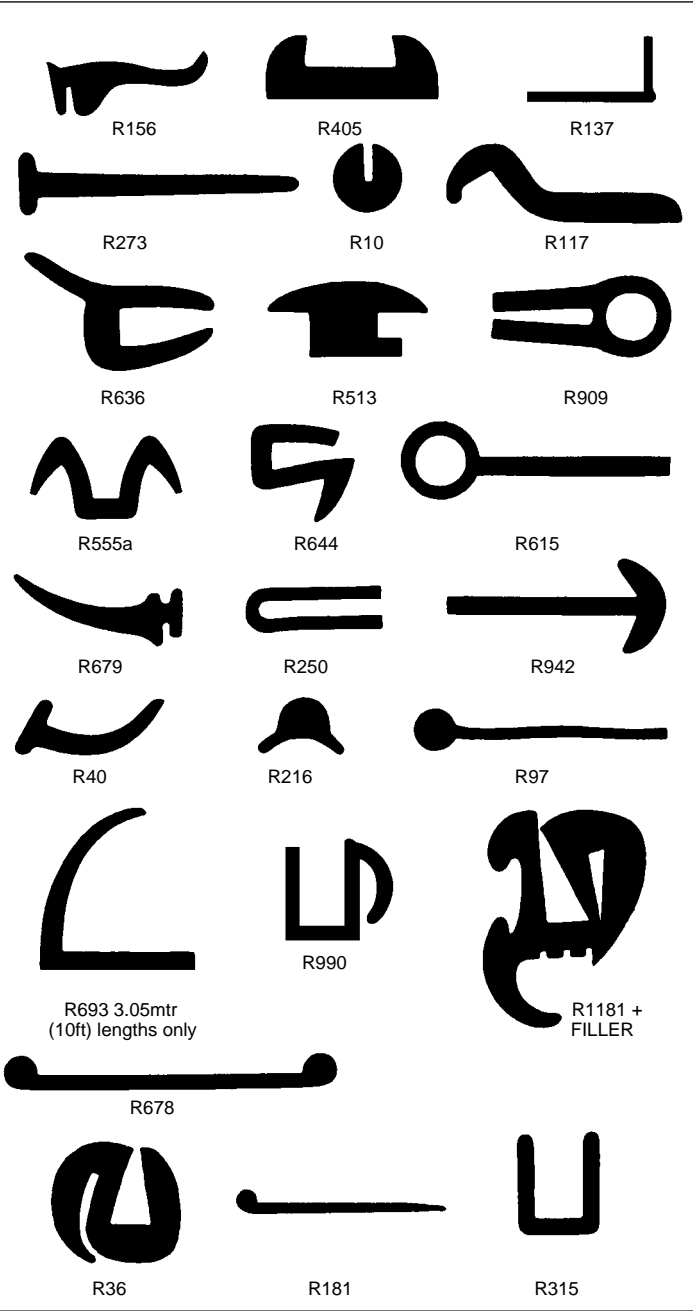 R156
R405
R137
R273
R10
R117
R636
R513
R909
R555a
R644
R615
R679
R250
R942
R40
R216
R97
R990
R693 3.05mtr
(10ft) lengths only
R1181 +
FILLER
R678
R36
R181
R315